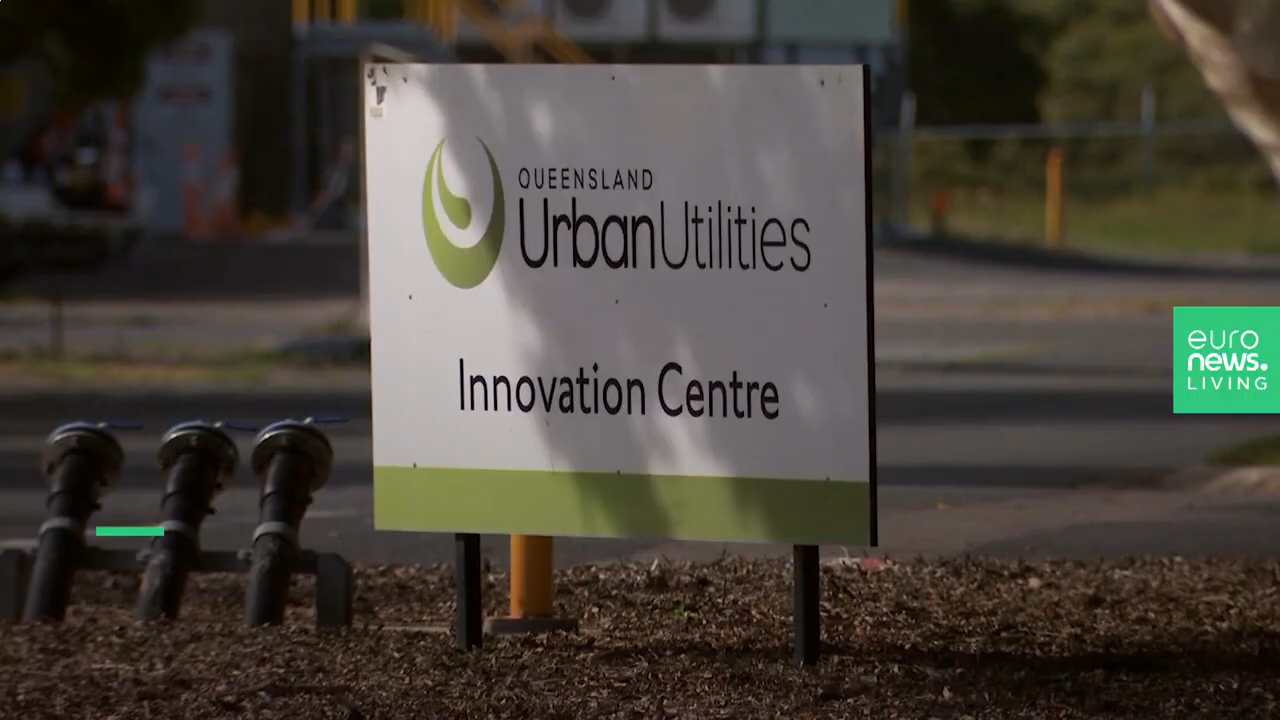 QUEENSLAND
UrbanUtilities
Innovation Centre
euro
news.
LIVING